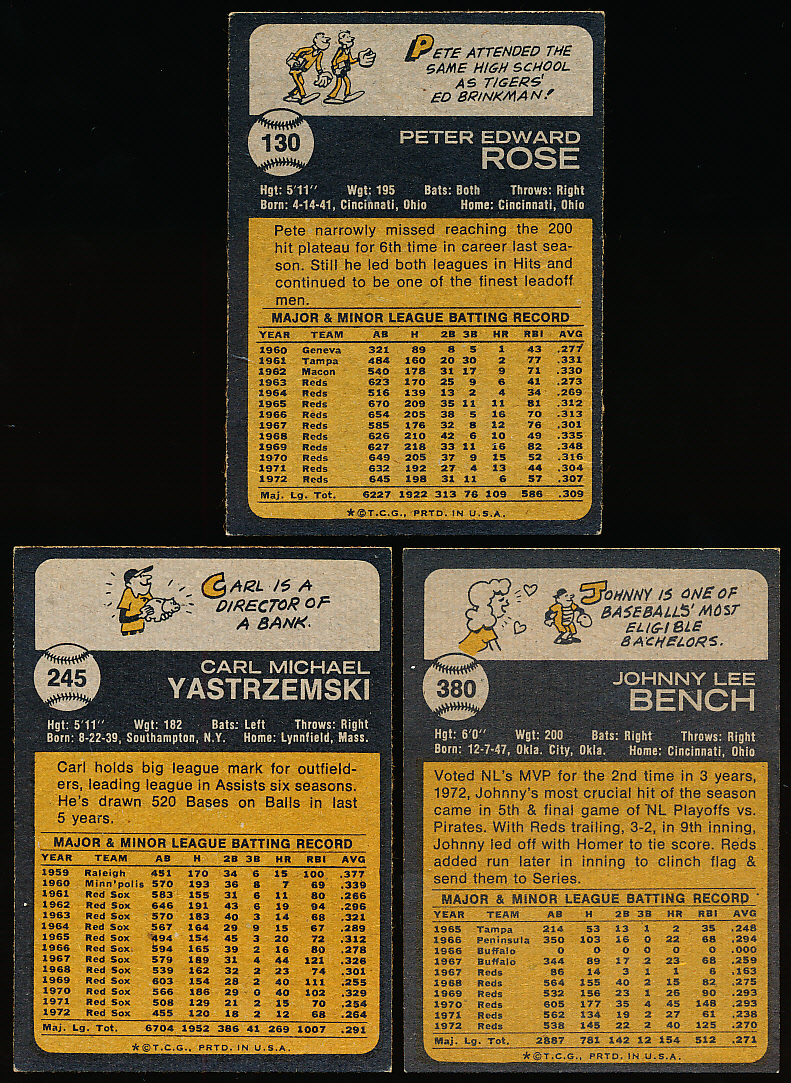 PETE ATTENDED THE
SAME HIGH SCHOOL
AS TIGERS'
ED BRINKMAN!
130
PETER EDWARD
ROSE
Hgt: 5'11" Wgt: 195 Bats: Both Throws: Right
Born: 4-14-41, Cincinnati, Ohio Home: Cincinnati, Ohio
Pete narrowly missed reaching the 200
hit plateau for 6th time in career last sea-
son. Still he led both leagues in Hits and
continued to be one of the finest leadoff
men.
MAJOR & MINOR LEAGUE BATTING RECORD
YEAR TEAM AB H 2B 3B HR RBI AVG
1960 Geneva 321 89 8 5 1 43 .277
1961 Tampa 484 160 20 30 2 77 .331
1962 Macon 540 178 31 17 9 71 .330
1963 Reds 623 170 25 9 6 41 .273
1964 Reds 516 139 13 2 4 34 .269
1965 Reds 670 209 35 11 11 81 .312
1966 Reds 654 205 38 5 16 70 .313
1967 Reds 585 176 32 8 12 76 .301
1968 Reds 626 210 42 6 10 49 .335
1969 Reds 627 218 33 11 16 82 .348
1970 Reds 649 205 37 9 15 52 .316
1971 Reds 632 192 27 4 13 44 .304
1972 Reds 645 198 31 11 6 57 .307
Maj. Lg. Tot. 6227 1922 313 76 109 586 .309
*©T.C.G., PRTD. IN U.S.A.
CARL IS A
DIRECTOR OF
A BANK.
245
CARL MICHAEL
YASTRZEMSKI
Hgt: 5'11" Wgt: 182 Bats: Left Throws: Right
Born: 8-22-39, Southampton, N.Y. Home: Lynnfield, Mass.
Carl holds big league mark for outfield-
ers, leading league in Assists six seasons.
He's drawn 520 Bases on Balls in last
5 years.
MAJOR & MINOR LEAGUE BATTING RECORD
YEAR TEAM AB H 2B 3B HR RBI AVG
1959 Raleigh 451 170 34 6 15 100 .377
1960 Minn'polis 570 193 36 8 7 69 .339
1961 Red Sox 583 155 31 6 11 80 .266
1962 Red Sox 646 191 43 6 19 94 .296
1963 Red Sox 570 183 40 3 14 68 .321
1964 Red Sox 567 164 29 9 15 67 .289
1965 Red Sox 494 154 45 3 20 72 .312
1966 Red Sox 594 165 39 2 16 80 .278
1967 Red Sox 579 189 31 4 44 121 .326
1968 Red Sox 539 162 32 2 23 74 .301
1969 Red Sox 603 154 28 2 40 111 .255
1970 Red Sox 566 186 29 0 40 102 .329
1971 Red Sox 508 129 21 2 15 70 .254
1972 Red Sox 455 120 18 2 12 68 .264
Maj. Lg. Tot. 6704 1952 386 41 269 1007 .291
*©T.C.G., PRTD. IN U.S.A.
JOHNNY IS ONE OF
BASEBALLS' MOST
ELIGIBLE
BACHELORS.
380
JOHNNY LEE
BENCH
Hgt: 6'0" Wgt: 200 Bats: Right Throws: Right
Born: 12-7-47, Okla. City, Okla. Home: Cincinnati, Ohio
Voted NL's MVP for the 2nd time in 3 years,
1972, Johnny's most crucial hit of the season
came in 5th & final game of NL Playoffs vs.
Pirates. With Reds trailing, 3-2, in 9th inning,
Johnny led off with Homer to tie score. Reds
added run later in inning to clinch flag &
send them to Series.
MAJOR & MINOR LEAGUE BATTING RECORD
YEAR TEAM AB H 2B 3B HR RBI AVG
1965 Tampa 214 53 13 1 2 35 .248
1966 Peninsula 350 103 16 0 22 68 .294
1966 Buffalo 0 0 0 0 0 0 .000
1967 Buffalo 344 89 17 2 23 68 .259
1967 Reds 86 14 3 1 1 6 .163
1968 Reds 564 155 40 2 15 82 .275
1969 Reds 532 156 23 1 26 90 .293
1970 Reds 605 177 35 4 45 148 .293
1971 Reds 562 134 19 2 27 61 .238
1972 Reds 538 145 22 2 40 125 .270
Maj. Lg. Tot. 2887 781 142 12 154 512 .271
*©T.C.G., PRTD. IN U.S.A.